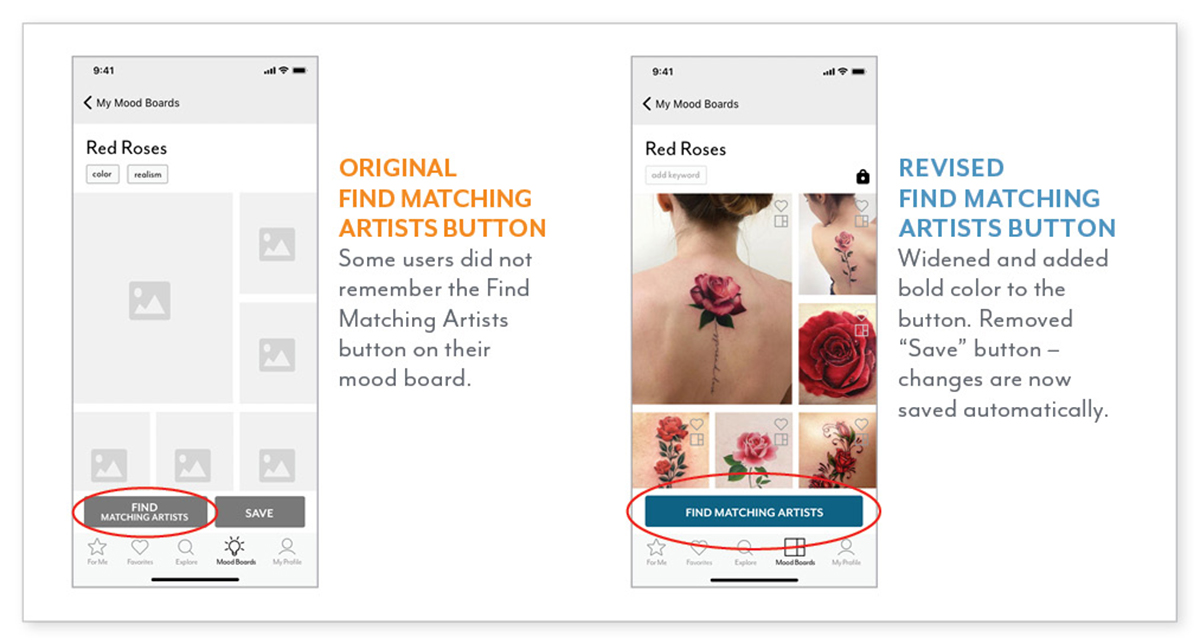 9:41
My Mood Boards
Red Roses
color realism
FIND
MATCHING ARTISTS
SAVE
For Me Favorites Explore Mood Boards My Profile
ORIGINAL
FIND MATCHING
ARTISTS BUTTON
Some users did not
remember the Find
Matching Artists
button on their
mood board.
9:41
My Mood Boards
Red Roses
add keyword
FIND MATCHING ARTISTS
For Me Favorites Explore Mood Boards My Profile
REVISED
FIND MATCHING
ARTISTS BUTTON
Widened and added
bold color to the
button. Removed
“Save” button –
changes are now
saved automatically.